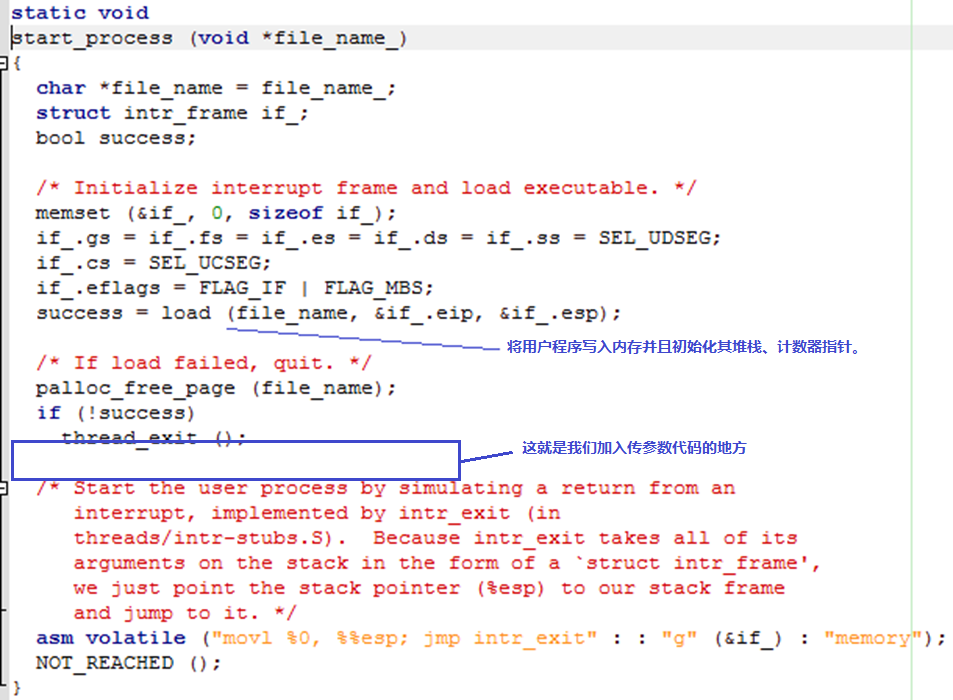 static void
start_process (void *file_name_)
{
char *file_name = file_name_;
struct intr_frame if_;
bool success;
/* Initialize interrupt frame and load executable. */
memset (&if_, 0, sizeof if_);
if_.gs = if_.fs = if_.es = if_.ds = if_.ss = SEL_UDSEG;
if_.cs = SEL_UCSEG;
if_.eflags = FLAG_IF | FLAG_MBS;
success = load (file_name, &if_.eip, &if_.esp);
将用户程序写入内存并且初始化其堆栈、计数器指针。
/* If load failed, quit. */
palloc_free_page (file_name);
if (!success)
thread_exit ();
这就是我们加入传参数代码的地方
/* Start the user process by simulating a return from an
interrupt, implemented by intr_exit (in
threads/intr-stubs.S).  Because intr_exit takes all of its
arguments on the stack in the form of a `struct intr_frame',
we just point the stack pointer (%esp) to our stack frame
and jump to it. */
asm volatile ("movl %0, %%esp; jmp intr_exit" : : "g" (&if_) : "memory");
NOT_REACHED ();
}